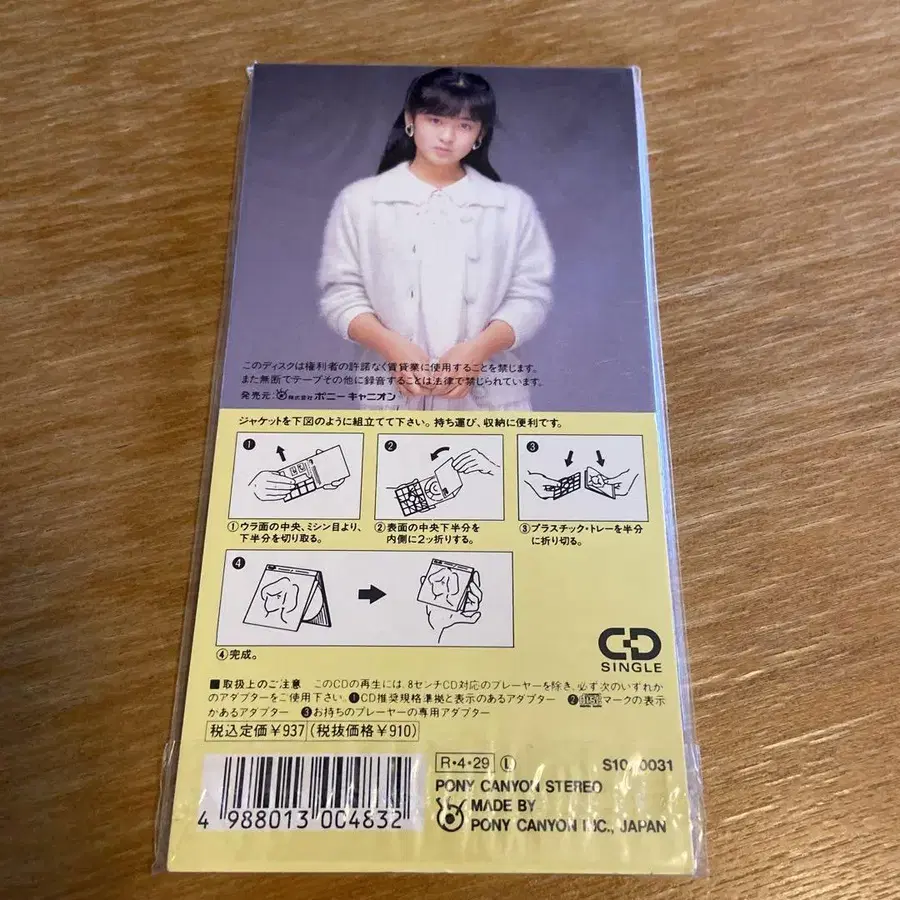 このディスクは権利者の許諾なく賃貸業に使用することを禁じます。
また無断でテープその他に録音することは法律で禁じられています。
発売元:株式会社 ポニー キャニオン
ジャケットを下図のように組立てて下さい。持ち運び、収納に便利です。
❶ ❷ ❸
①ウラ面の中央、ミシン目より、下半分を切り取る。
②表面の中央下半分を内側に2ッ折りする。
③プラスチック・トレーを半分に折り切る。
❹
④完成。
CD
SINGLE
■取扱上のご注意 このCDの再生には、8センチCD対応のプレーヤーを除き、必ず次のいずれか
のアダプターをご使用下さい。❶CD推奨規格準拠と表示のあるアダプター ❷マークの表示
があるアダプター ❸お持ちのプレーヤーの専用アダプター
税込定価¥937 (税抜価格¥910)
R・4・29 Ⓛ
PONY CANYON STEREO
MADE BY
PONY CANYON INC., JAPAN
4 988013 004832